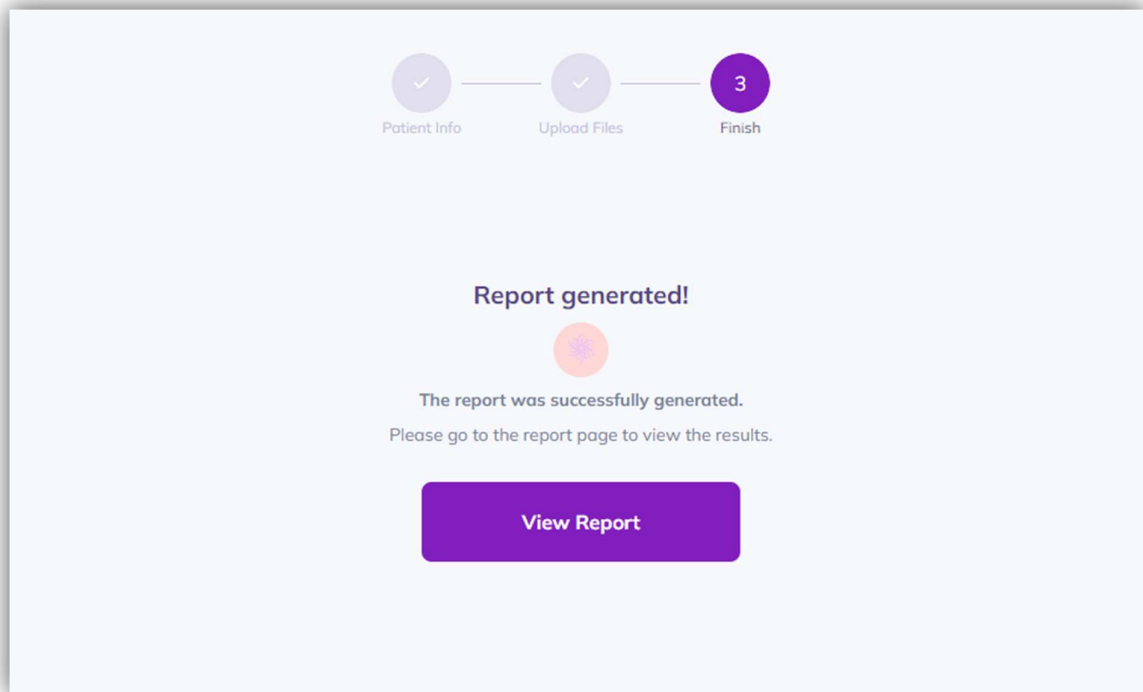 3
Patient Info
Upload Files
Finish
Report generated!
The report was successfully generated.
Please go to the report page to view the results.
View Report